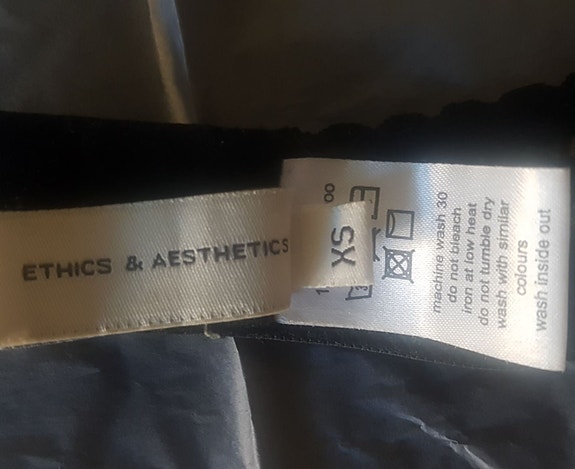 ETHICS & AESTHETICS
XS
machine wash 30
do not bleach
iron at low heat
do not tumble dry
wash with similar
colours
wash inside out